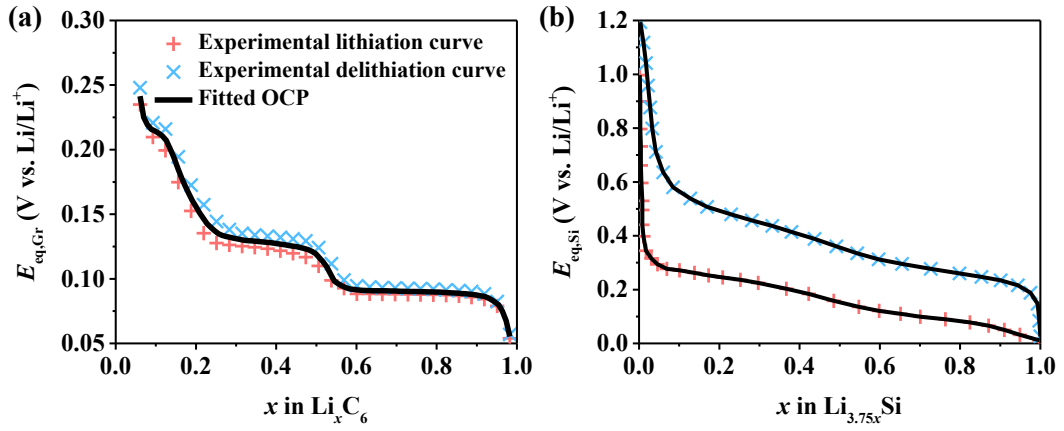 (a)
0.30
0.25
0.20
0.15
0.10
0.05
E_eq,Gr (V vs. Li/Li⁺)
Experimental lithiation curve
Experimental delithiation curve
Fitted OCP
0.0 0.2 0.4 0.6 0.8 1.0
x in LiₓC₆
(b)
1.2
1.0
0.8
0.6
0.4
0.2
0.0
E_eq,Si (V vs. Li/Li⁺)
0.0 0.2 0.4 0.6 0.8 1.0
x in Li₃.₇₅ₓSi